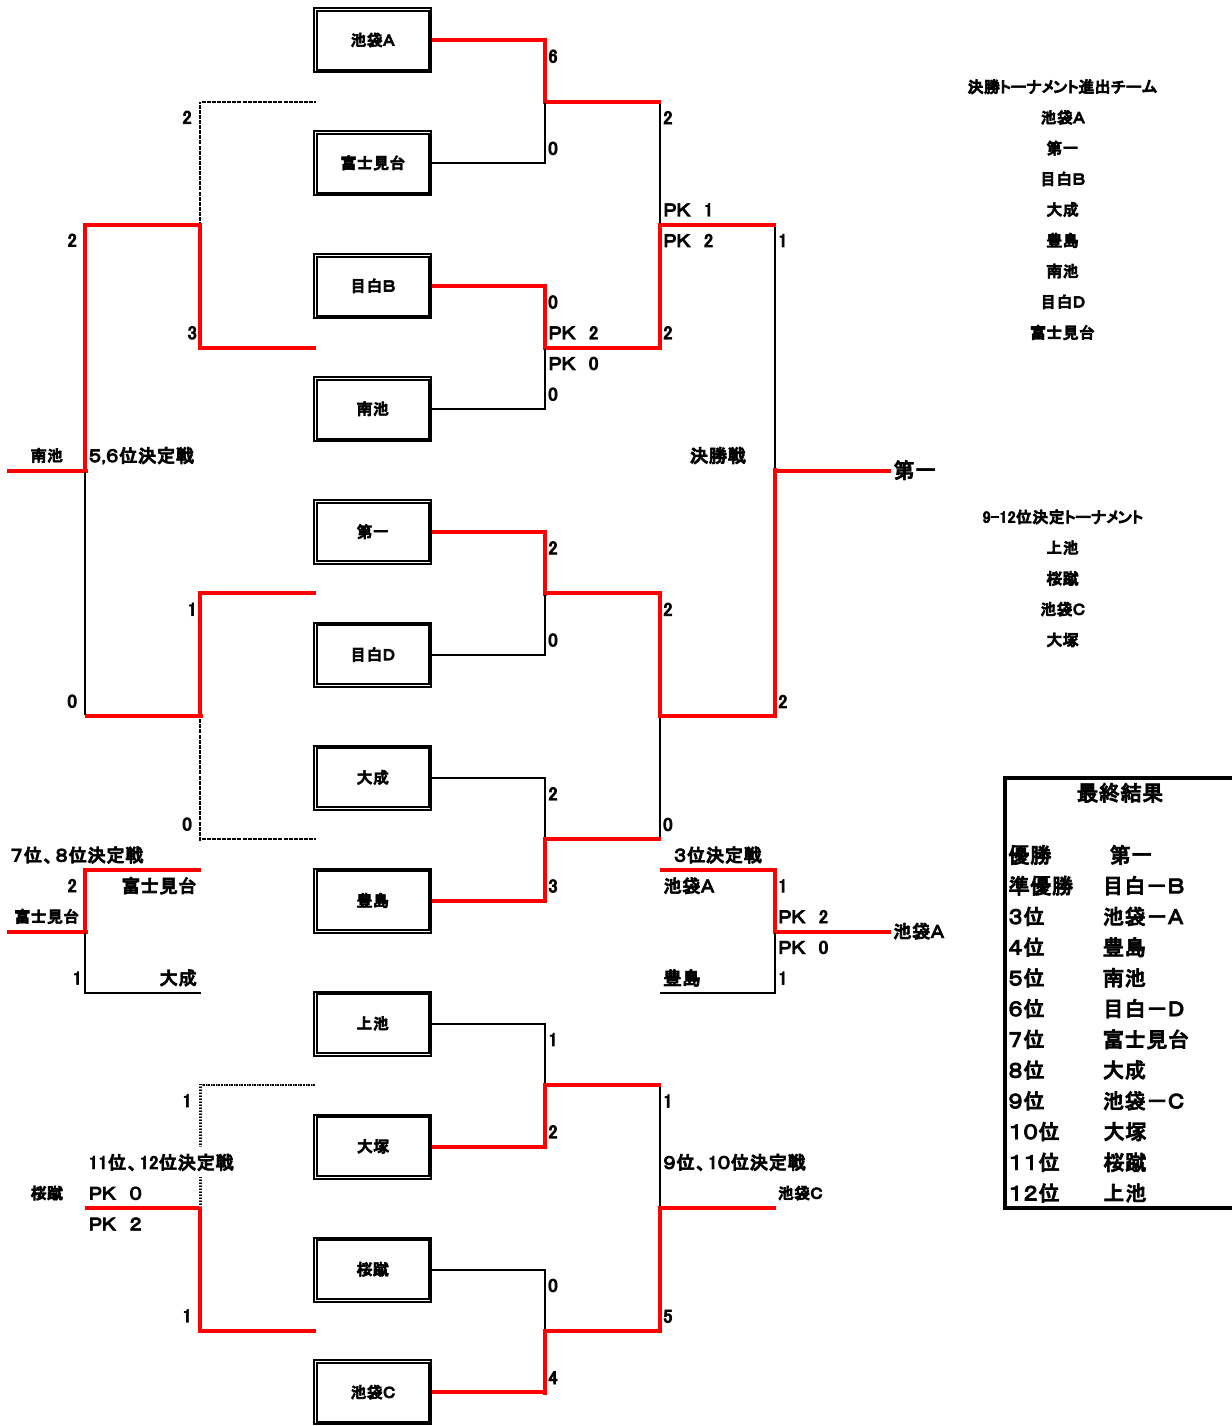 池袋A
6
決勝トーナメント進出チーム
2
2
池袋A
富士見台
0
第一
目白B
PK 1
大成
2
PK 2
1
豊島
目白B
南池
0
目白D
3
PK 2
2
富士見台
PK 0
南池
0
南池
5,6位決定戦
決勝戦
第一
第一
9-12位決定トーナメント
2
上池
桜蹴
1
2
池袋C
目白D
0
大塚
0
2
大成
2
最終結果
0
0
7位、8位決定戦
3位決定戦
優勝 第一
2
富士見台
豊島
3
池袋A
1
準優勝 目白-B
富士見台
PK 2
3位 池袋-A
池袋A
PK 0
4位 豊島
1
大成
豊島
1
5位 南池
6位 目白-D
上池
1
7位 富士見台
8位 大成
1
1
9位 池袋-C
大塚
2
10位 大塚
11位、12位決定戦
9位、10位決定戦
11位 桜蹴
桜蹴
PK 0
池袋C
12位 上池
PK 2
桜蹴
0
1
5
池袋C
4